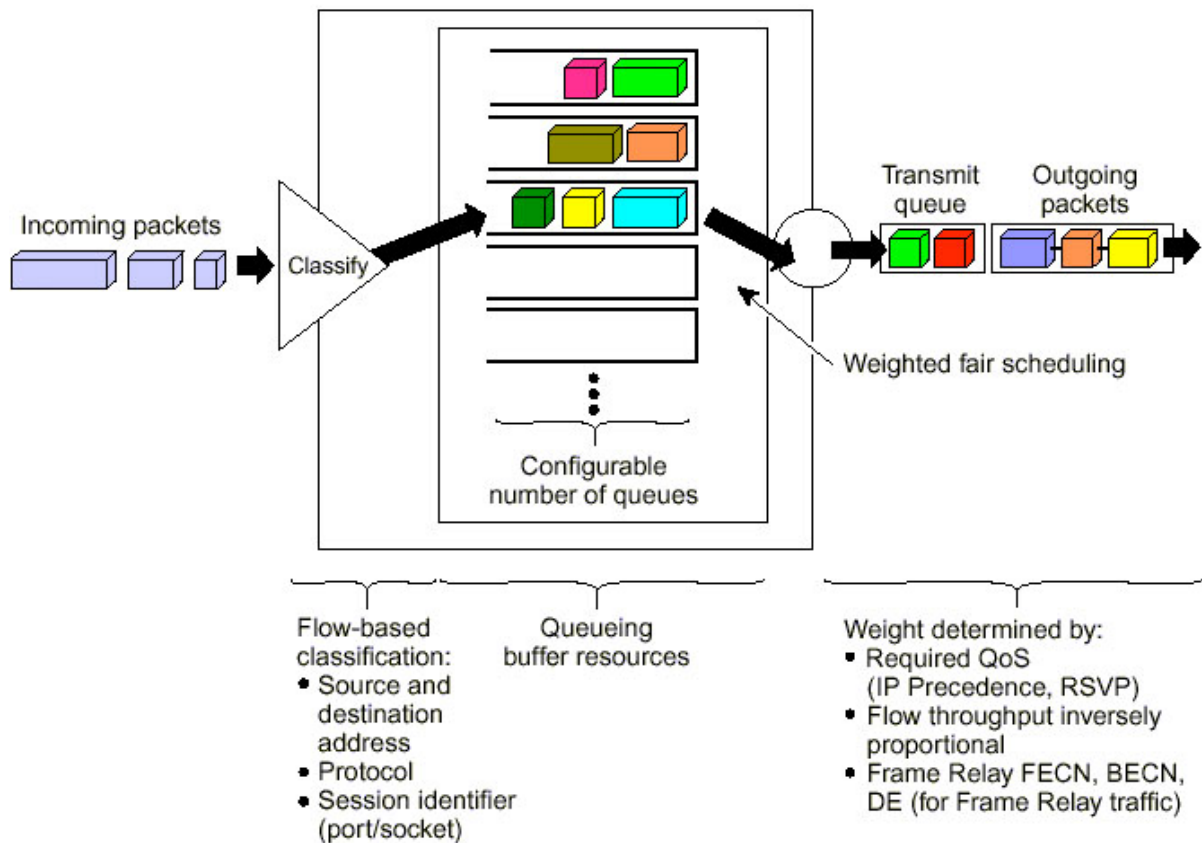 Incoming packets
Classify
Transmit
queue
Outgoing
packets
Weighted fair scheduling
Configurable
number of queues
Flow-based
classification:
• Source and
destination
address
• Protocol
• Session identifier
(port/socket)
Queueing
buffer resources
Weight determined by:
• Required QoS
(IP Precedence, RSVP)
• Flow throughput inversely
proportional
• Frame Relay FECN, BECN,
DE (for Frame Relay traffic)